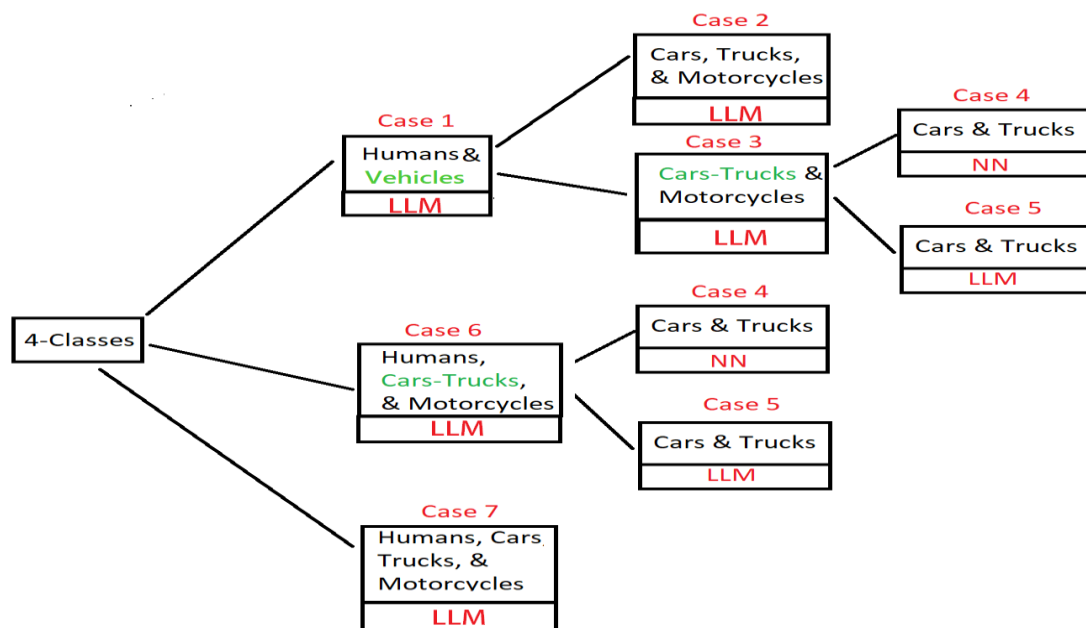 Case 2
Cars, Trucks,
& Motorcycles
LLM
Case 1
Humans &
Vehicles
LLM
Case 3
Cars-Trucks &
Motorcycles
LLM
Case 4
Cars & Trucks
NN
Case 5
Cars & Trucks
LLM
4-Classes
Case 6
Humans,
Cars-Trucks,
& Motorcycles
LLM
Case 4
Cars & Trucks
NN
Case 5
Cars & Trucks
LLM
Case 7
Humans, Cars
Trucks, &
Motorcycles
LLM